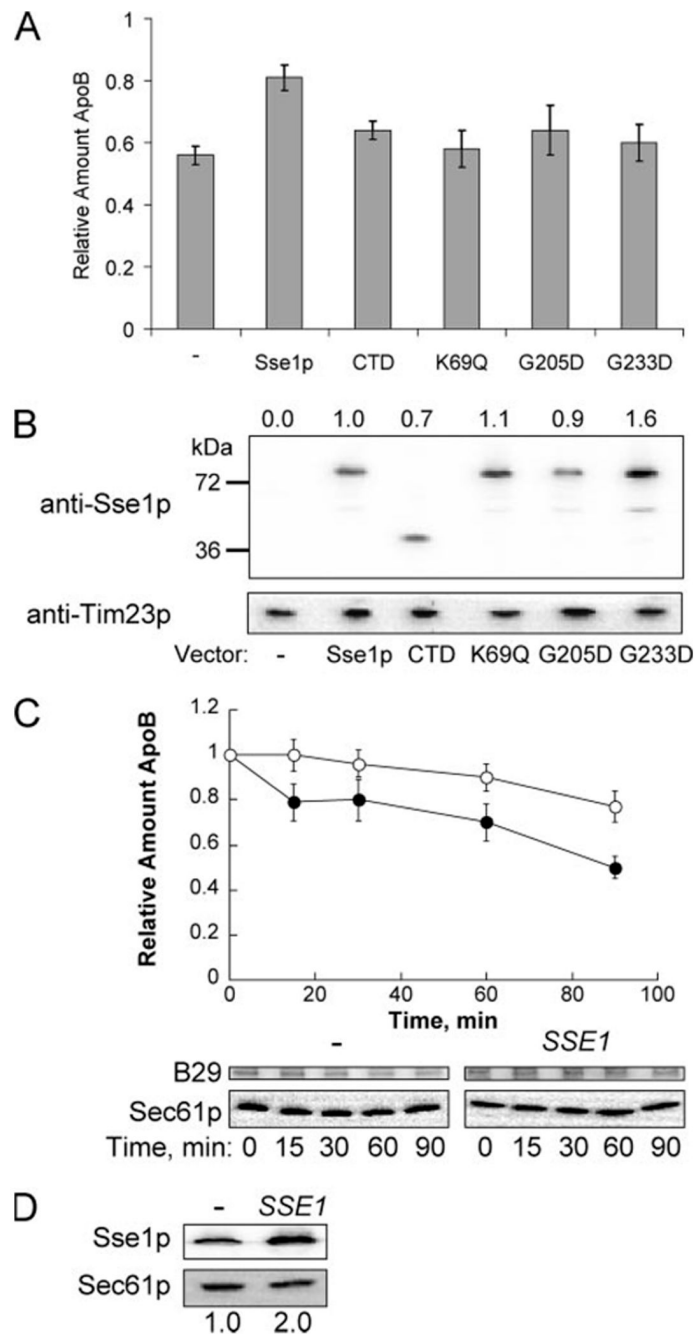 A
Relative Amount ApoB
1
0.8
0.6
0.4
0.2
0
- Sse1p CTD K69Q G205D G233D
B
0.0 1.0 0.7 1.1 0.9 1.6
kDa
72
anti-Sse1p
36
anti-Tim23p
Vector: - Sse1p CTD K69Q G205D G233D
C
Relative Amount ApoB
1.2
1
0.8
0.6
0.4
0.2
0
0 20 40 60 80 100
Time, min
- SSE1
B29
Sec61p
Time, min: 0 15 30 60 90 0 15 30 60 90
D
- SSE1
Sse1p
Sec61p
1.0 2.0